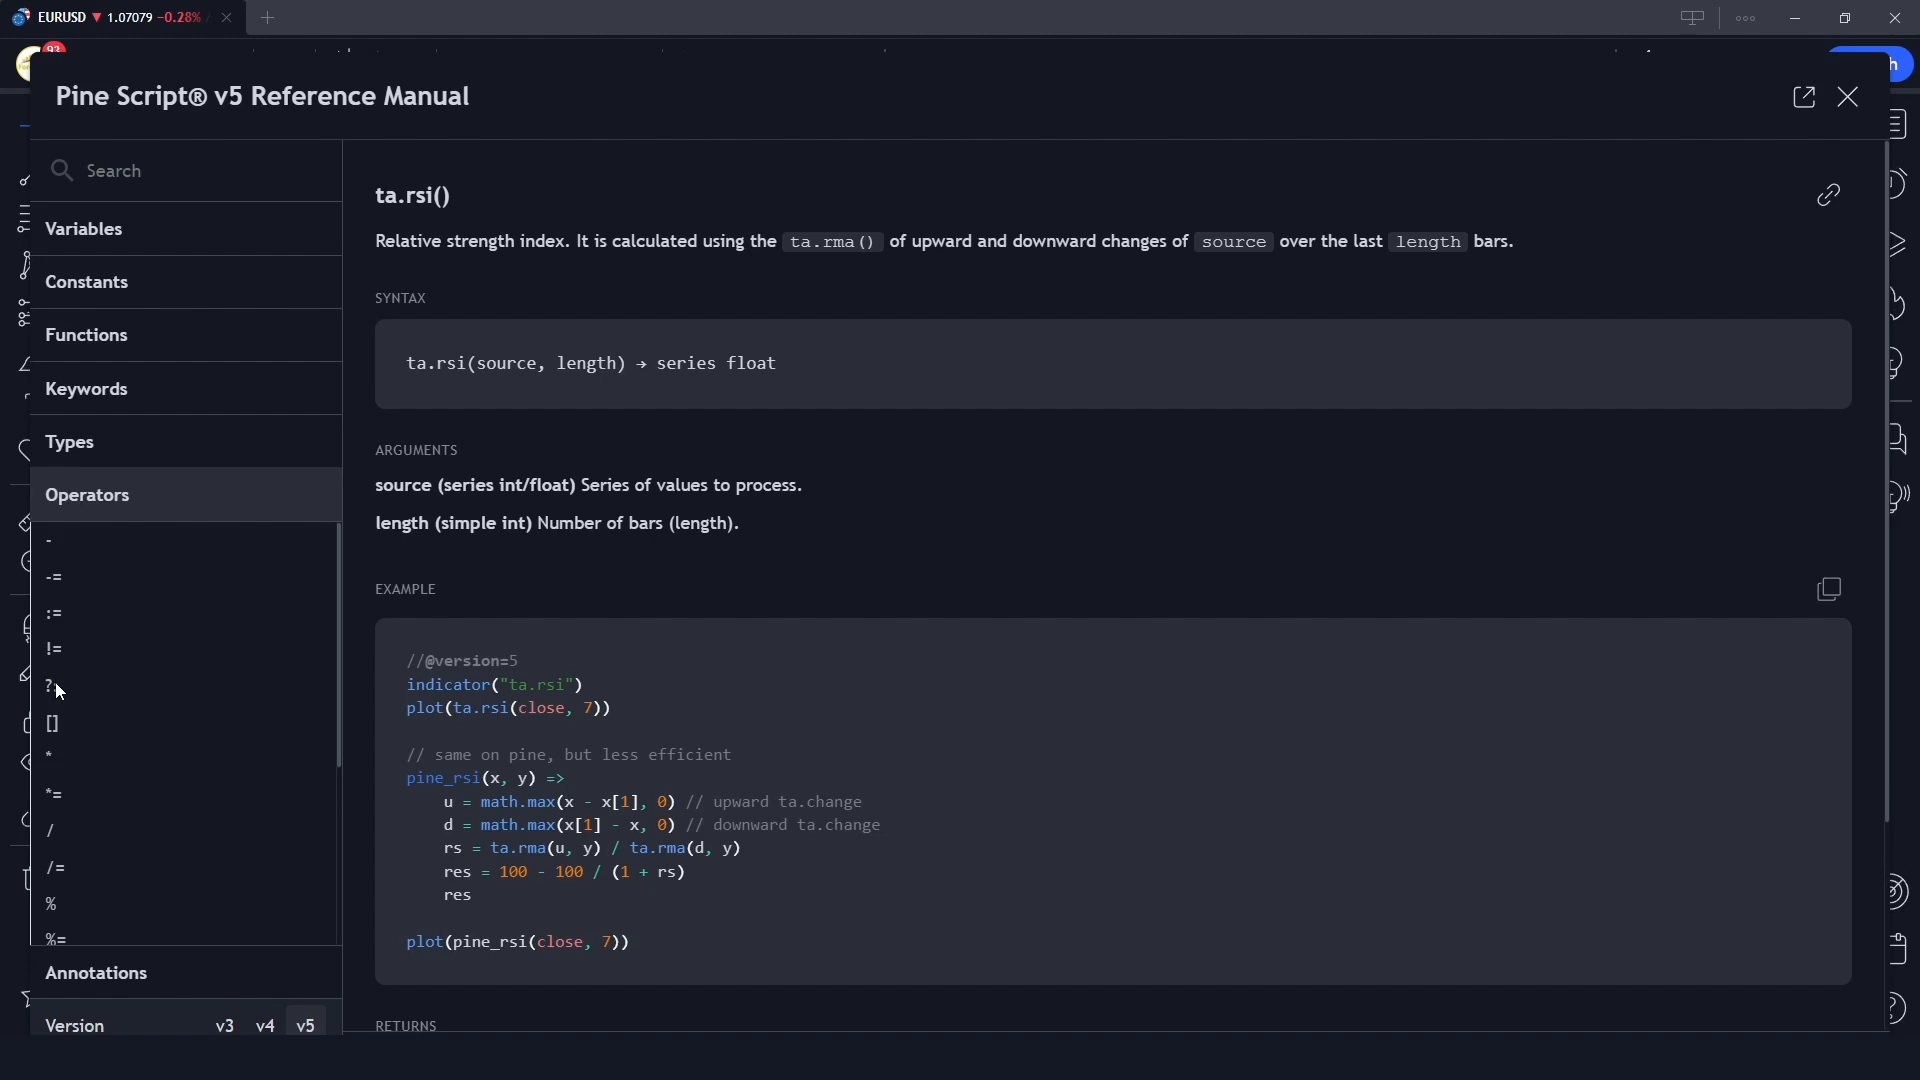 EURUSD ▼ 1.07079 −0.28%
93
Pine Script® v5 Reference Manual
h
Search
Variables
Constants
Functions
Keywords
Types
Operators
-
-=
:=
!=
?:
[]
*
*=
/
/=
%
%=
Annotations
Version v3 v4 v5
ta.rsi()
Relative strength index. It is calculated using the ta.rma() of upward and downward changes of source over the last length bars.
SYNTAX
ta.rsi(source, length) → series float
ARGUMENTS
source (series int/float) Series of values to process.
length (simple int) Number of bars (length).
EXAMPLE
//@version=5
indicator("ta.rsi")
plot(ta.rsi(close, 7))
// same on pine, but less efficient
pine_rsi(x, y) =>
u = math.max(x - x[1], 0) // upward ta.change
d = math.max(x[1] - x, 0) // downward ta.change
rs = ta.rma(u, y) / ta.rma(d, y)
res = 100 - 100 / (1 + rs)
res
plot(pine_rsi(close, 7))
RETURNS